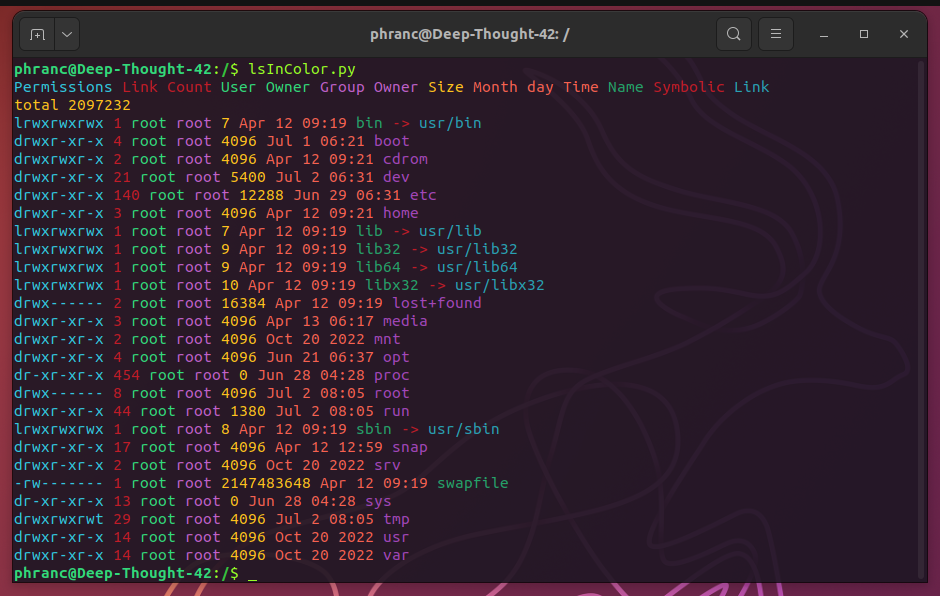 phranc@Deep-Thought-42: /
phranc@Deep-Thought-42:/$ lsInColor.py
Permissions Link Count User Owner Group Owner Size Month day Time Name Symbolic Link
total 2097232
lrwxrwxrwx 1 root root 7 Apr 12 09:19 bin -> usr/bin
drwxr-xr-x 4 root root 4096 Jul 1 06:21 boot
drwxrwxr-x 2 root root 4096 Apr 12 09:21 cdrom
drwxr-xr-x 21 root root 5400 Jul 2 06:31 dev
drwxr-xr-x 140 root root 12288 Jun 29 06:31 etc
drwxr-xr-x 3 root root 4096 Apr 12 09:21 home
lrwxrwxrwx 1 root root 7 Apr 12 09:19 lib -> usr/lib
lrwxrwxrwx 1 root root 9 Apr 12 09:19 lib32 -> usr/lib32
lrwxrwxrwx 1 root root 9 Apr 12 09:19 lib64 -> usr/lib64
lrwxrwxrwx 1 root root 10 Apr 12 09:19 libx32 -> usr/libx32
drwx------ 2 root root 16384 Apr 12 09:19 lost+found
drwxr-xr-x 3 root root 4096 Apr 13 06:17 media
drwxr-xr-x 2 root root 4096 Oct 20 2022 mnt
drwxr-xr-x 4 root root 4096 Jun 21 06:37 opt
dr-xr-xr-x 454 root root 0 Jun 28 04:28 proc
drwx------ 8 root root 4096 Jul 2 08:05 root
drwxr-xr-x 44 root root 1380 Jul 2 08:05 run
lrwxrwxrwx 1 root root 8 Apr 12 09:19 sbin -> usr/sbin
drwxr-xr-x 17 root root 4096 Apr 12 12:59 snap
drwxr-xr-x 2 root root 4096 Oct 20 2022 srv
-rw------- 1 root root 2147483648 Apr 12 09:19 swapfile
dr-xr-xr-x 13 root root 0 Jun 28 04:28 sys
drwxrwxrwt 29 root root 4096 Jul 2 08:05 tmp
drwxr-xr-x 14 root root 4096 Oct 20 2022 usr
drwxr-xr-x 14 root root 4096 Oct 20 2022 var
phranc@Deep-Thought-42:/$ _